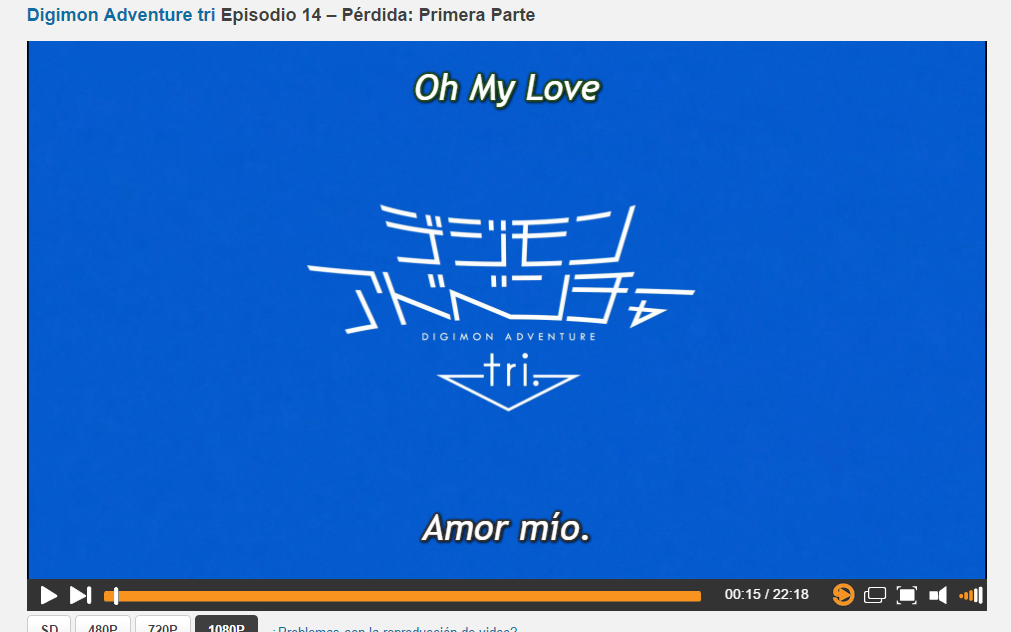 Digimon Adventure tri Episodio 14 – Pérdida: Primera Parte
Oh My Love
デジモン
アドベンチャー
DIGIMON ADVENTURE
tri.
Amor mío.
00:15 / 22:18
SD 480P 720P 1080P ¿Problemas con la reproducción de video?